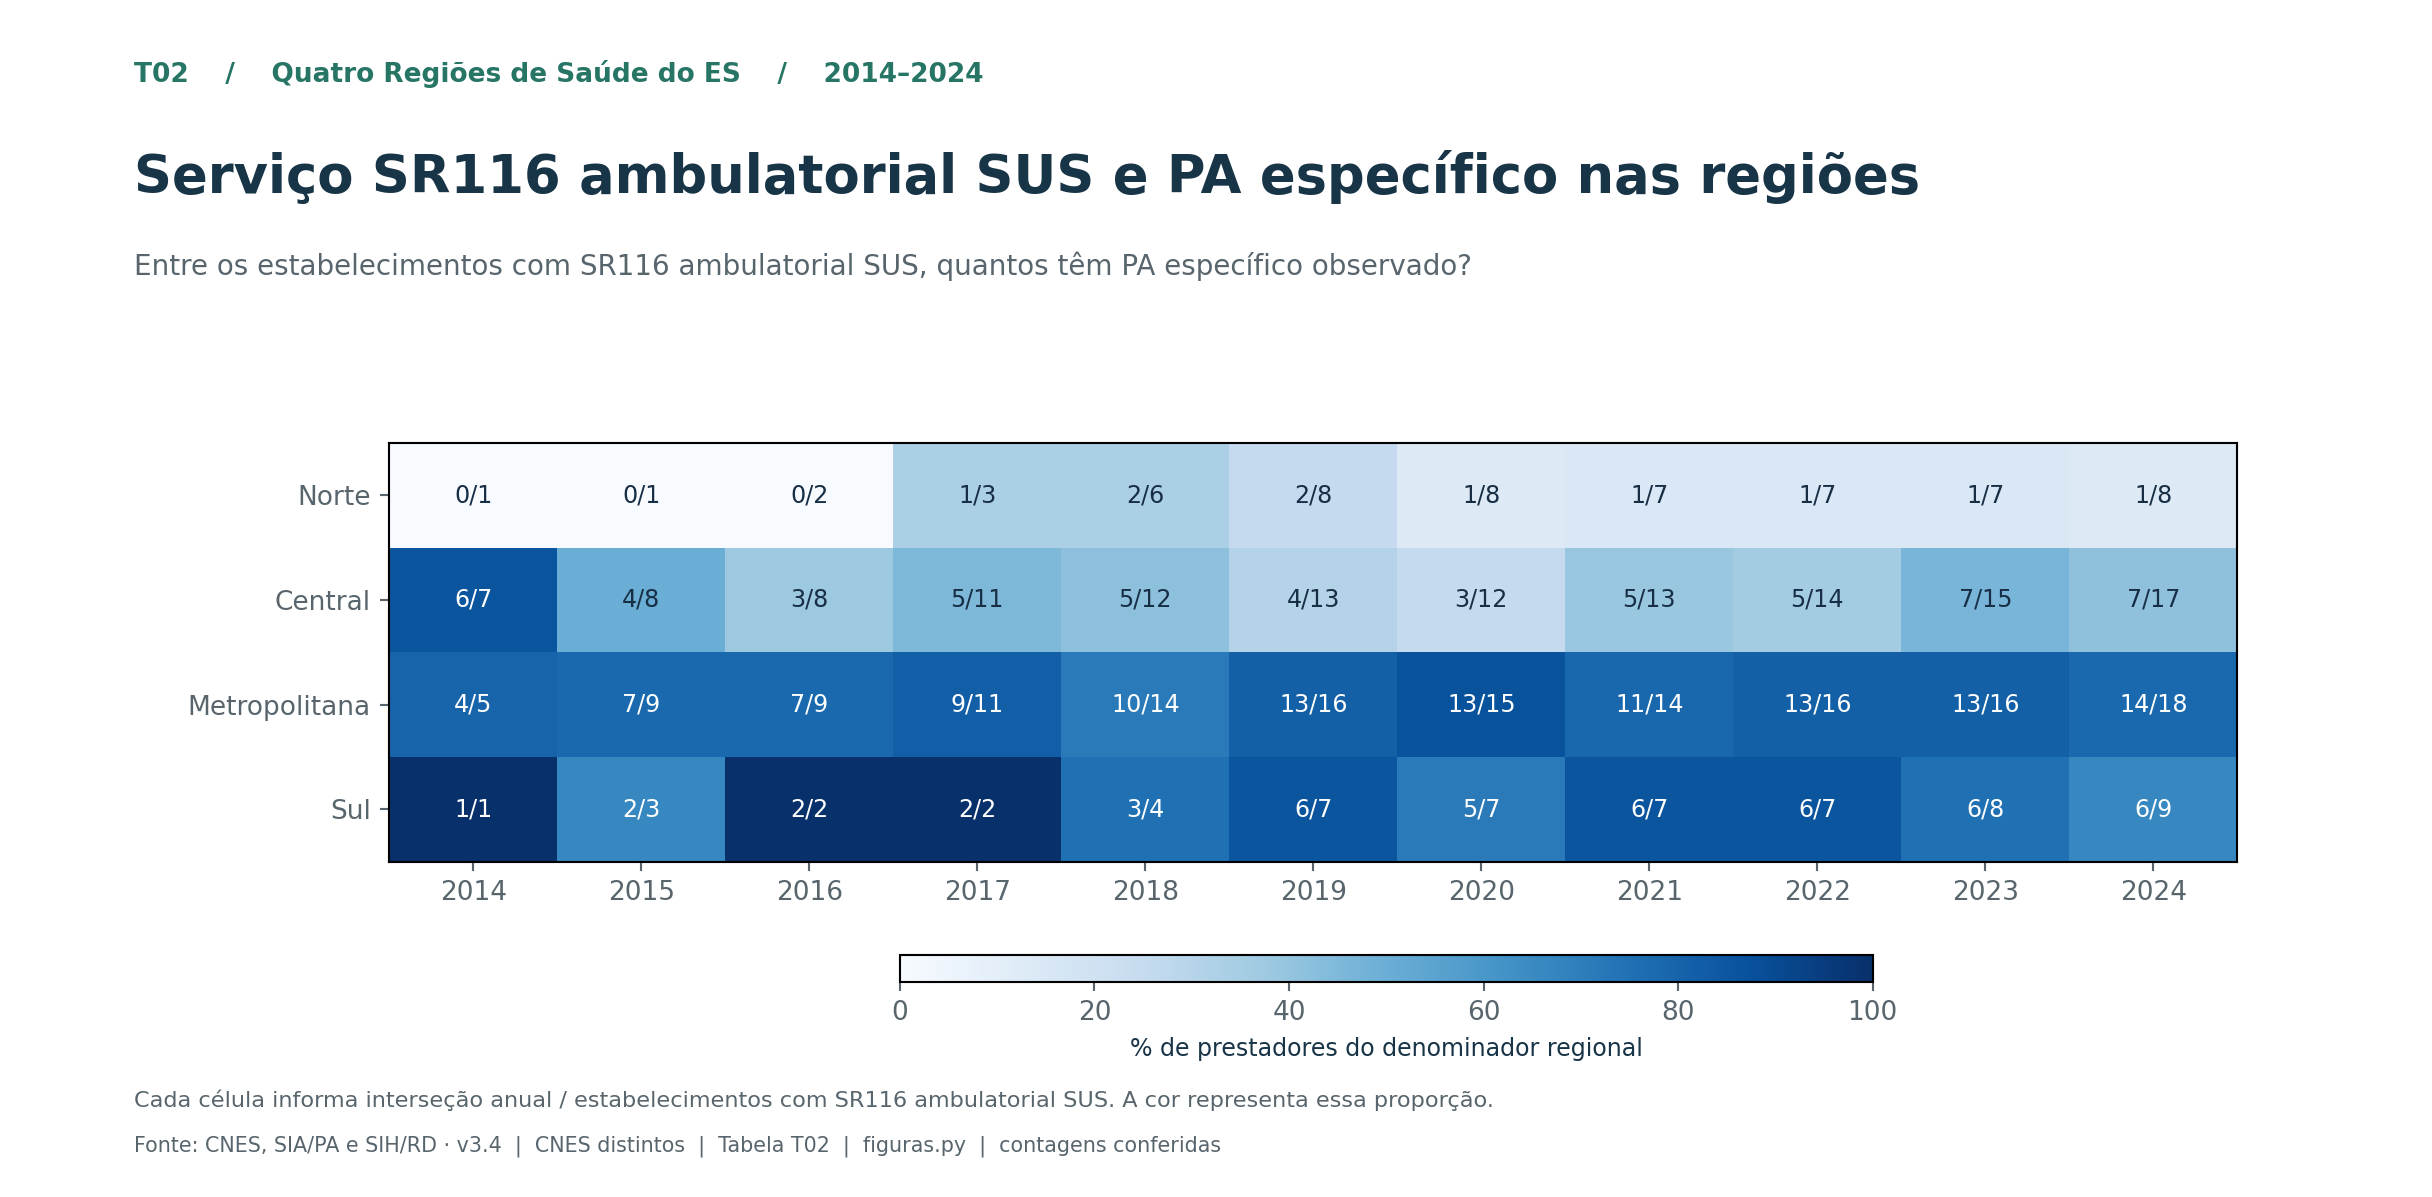 T02 / Quatro Regiões de Saúde do ES / 2014–2024
Serviço SR116 ambulatorial SUS e PA específico nas regiões
Entre os estabelecimentos com SR116 ambulatorial SUS, quantos têm PA específico observado?
Norte 0/1 0/1 0/2 1/3 2/6 2/8 1/8 1/7 1/7 1/7 1/8
Central 6/7 4/8 3/8 5/11 5/12 4/13 3/12 5/13 5/14 7/15 7/17
Metropolitana 4/5 7/9 7/9 9/11 10/14 13/16 13/15 11/14 13/16 13/16 14/18
Sul 1/1 2/3 2/2 2/2 3/4 6/7 5/7 6/7 6/7 6/8 6/9
2014 2015 2016 2017 2018 2019 2020 2021 2022 2023 2024
0 20 40 60 80 100
% de prestadores do denominador regional
Cada célula informa interseção anual / estabelecimentos com SR116 ambulatorial SUS. A cor representa essa proporção.
Fonte: CNES, SIA/PA e SIH/RD · v3.4 | CNES distintos | Tabela T02 | figuras.py | contagens conferidas